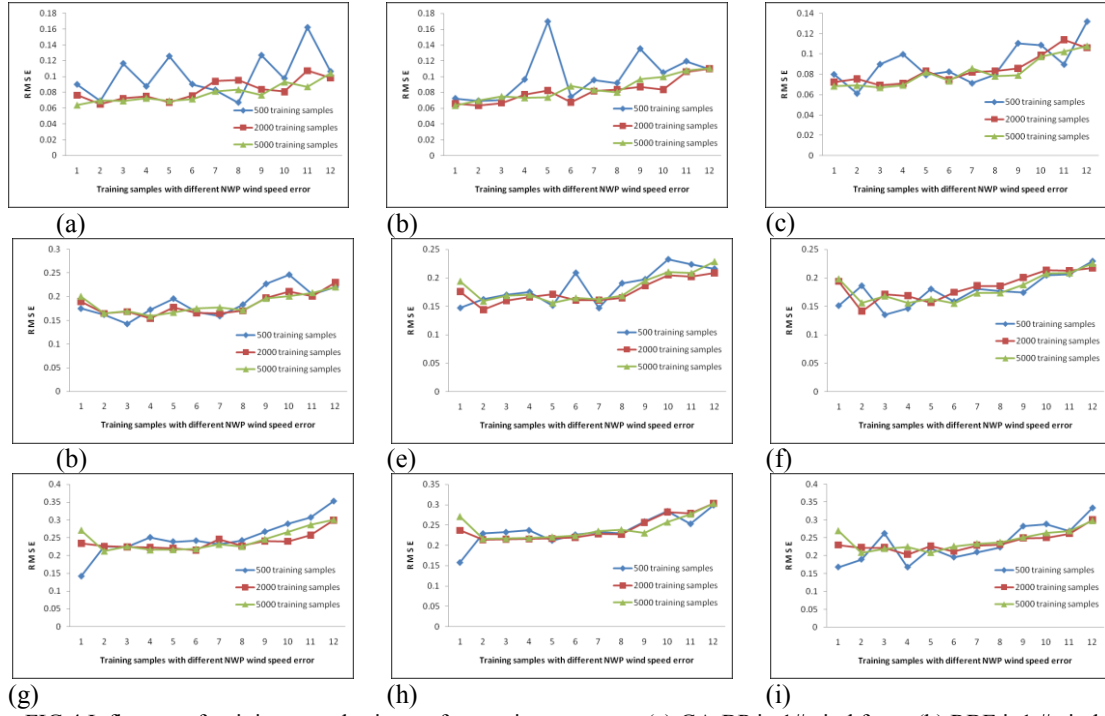 0.18
0.16
0.14
0.12
0.1
0.08
0.06
0.04
0.02
0
RMSE
500 training samples
2000 training samples
5000 training samples
1 2 3 4 5 6 7 8 9 10 11 12
Training samples with different NWP wind speed error
(a)
0.18
0.16
0.14
0.12
0.1
0.08
0.06
0.04
0.02
0
RMSE
500 training samples
2000 training samples
5000 training samples
1 2 3 4 5 6 7 8 9 10 11 12
Training samples with different NWP wind speed error
(b)
0.14
0.12
0.1
0.08
0.06
0.04
0.02
0
RMSE
500 training samples
2000 training samples
5000 training samples
1 2 3 4 5 6 7 8 9 10 11 12
Training samples with different NWP wind speed error
(c)
0.3
0.25
0.2
0.15
0.1
0.05
0
RMSE
500 training samples
2000 training samples
5000 training samples
1 2 3 4 5 6 7 8 9 10 11 12
Training samples with different NWP wind speed error
(b)
0.25
0.2
0.15
0.1
0.05
0
RMSE
500 training samples
2000 training samples
5000 training samples
1 2 3 4 5 6 7 8 9 10 11 12
Training samples with different NWP wind speed error
(e)
0.25
0.2
0.15
0.1
0.05
0
RMSE
500 training samples
2000 training samples
5000 training samples
1 2 3 4 5 6 7 8 9 10 11 12
Training samples with different NWP wind speed error
(f)
0.4
0.35
0.3
0.25
0.2
0.15
0.1
0.05
0
RMSE
500 training samples
2000 training samples
5000 training samples
1 2 3 4 5 6 7 8 9 10 11 12
Training samples with different NWP wind speed error
(g)
0.35
0.3
0.25
0.2
0.15
0.1
0.05
0
RMSE
500 training samples
2000 training samples
5000 training samples
1 2 3 4 5 6 7 8 9 10 11 12
Training samples with different NWP wind speed error
(h)
0.4
0.35
0.3
0.25
0.2
0.15
0.1
0.05
0
RMSE
500 training samples
2000 training samples
5000 training samples
1 2 3 4 5 6 7 8 9 10 11 12
Training samples with different NWP wind speed error
(i)